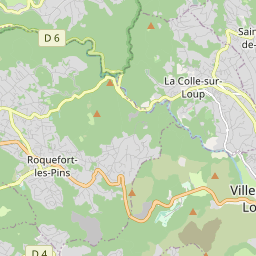 D 6
Sain
de-
La Colle-sur-
Loup
Roquefort-
les-Pins
Ville
Lo
D 4